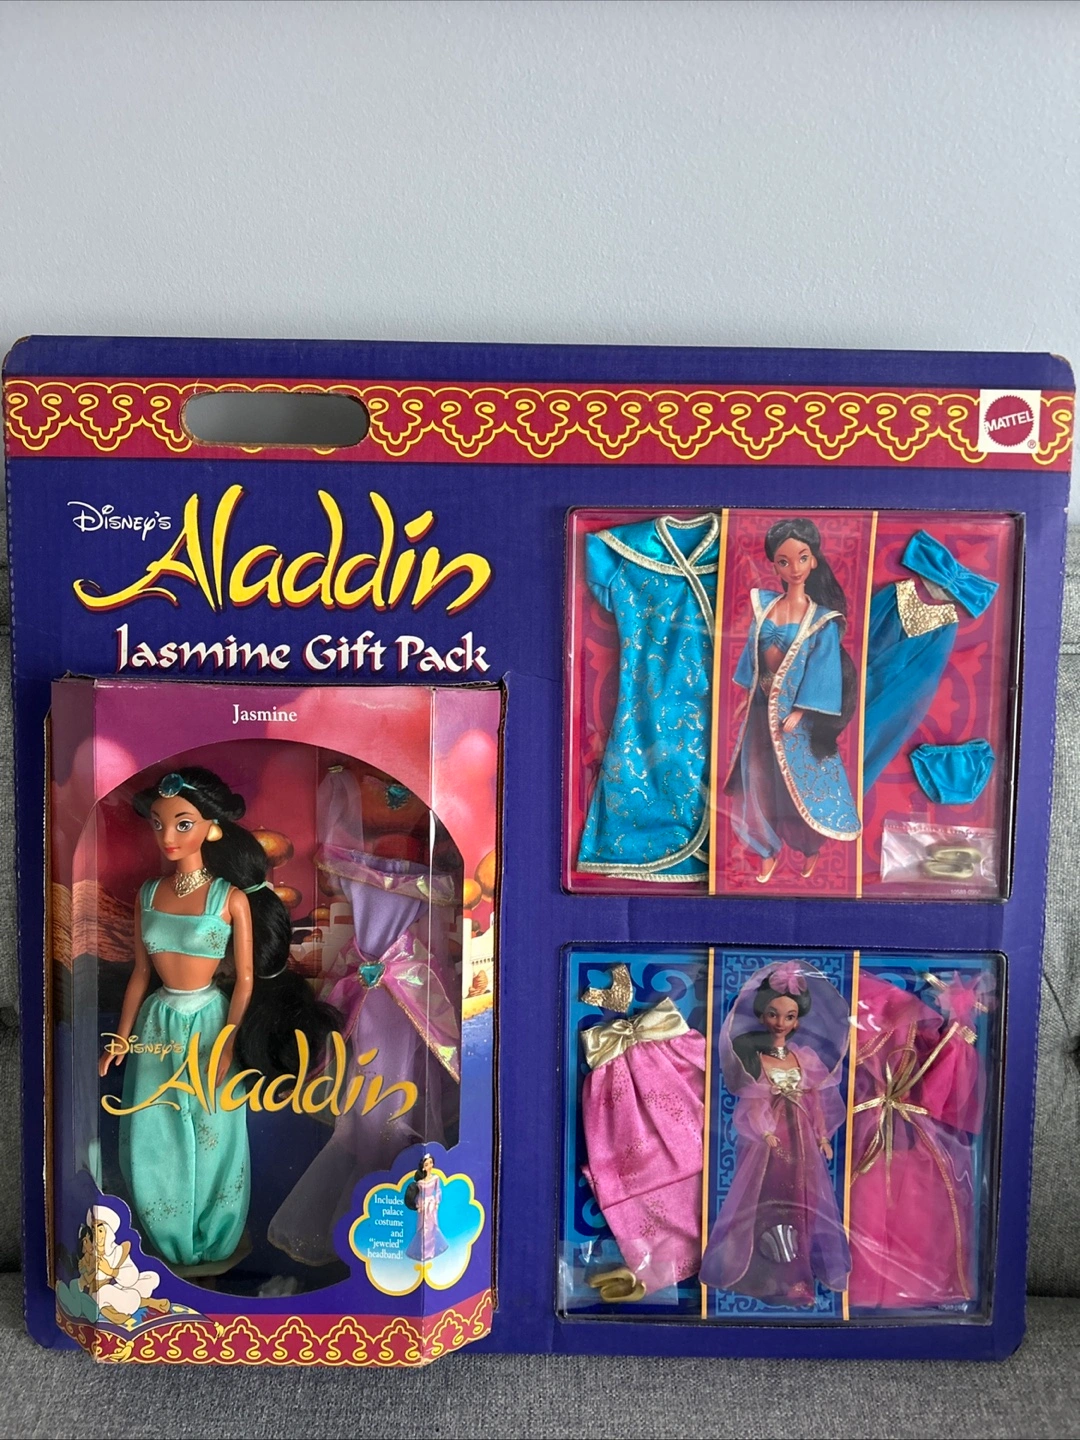 MATTEL
®
Disney's
Aladdin
Jasmine Gift Pack
Jasmine
Disney's
Aladdin
Includes
palace
costume
and
"jeweled"
headband!